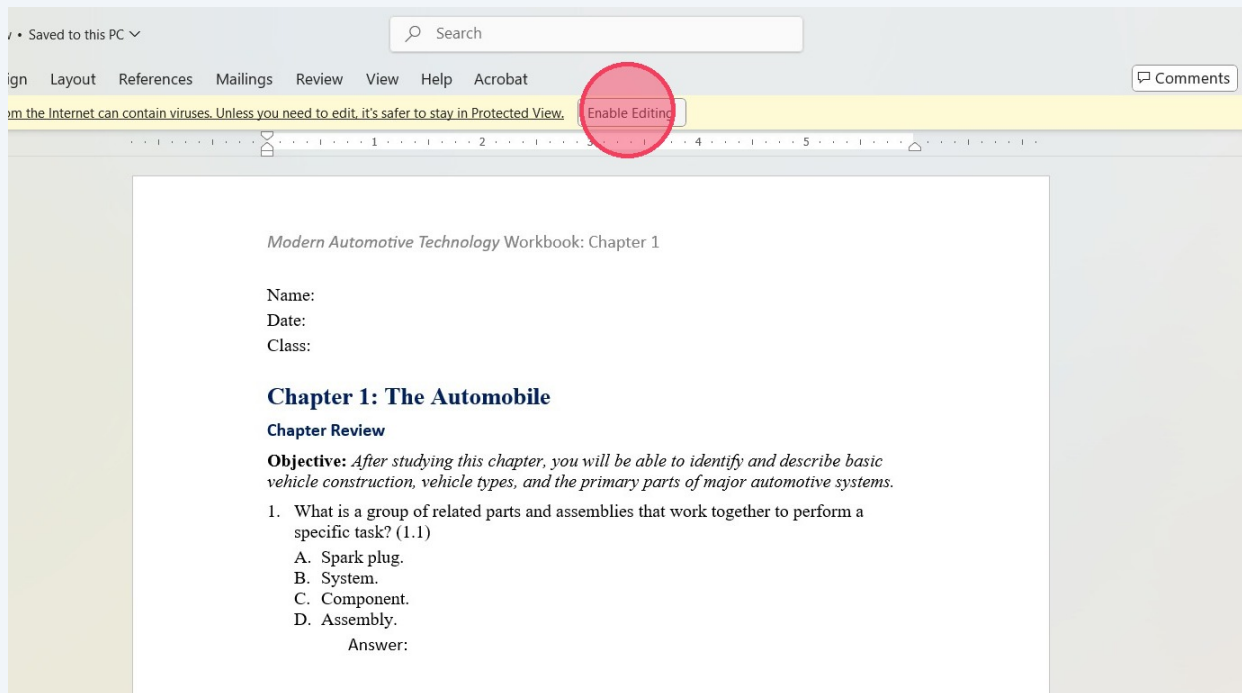 • Saved to this PC
Search
Layout References Mailings Review View Help Acrobat
Comments
the Internet can contain viruses. Unless you need to edit, it's safer to stay in Protected View. Enable Editing
1 2 3 4 5
Modern Automotive Technology Workbook: Chapter 1
Name:
Date:
Class:
Chapter 1: The Automobile
Chapter Review
Objective: After studying this chapter, you will be able to identify and describe basic
vehicle construction, vehicle types, and the primary parts of major automotive systems.
1. What is a group of related parts and assemblies that work together to perform a
specific task? (1.1)
A. Spark plug.
B. System.
C. Component.
D. Assembly.
Answer: